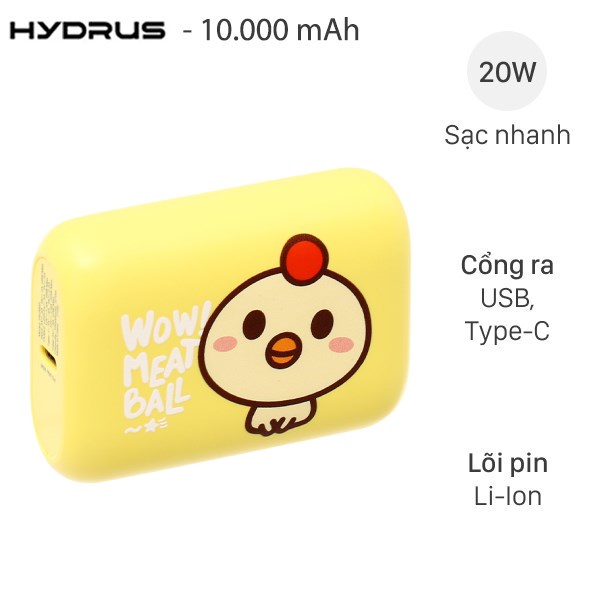 HYDRUS - 10.000 mAh
20W
Sạc nhanh
Cổng ra
USB,
Type-C
WOW!
MEAT
BALL
Lõi pin
Li-Ion